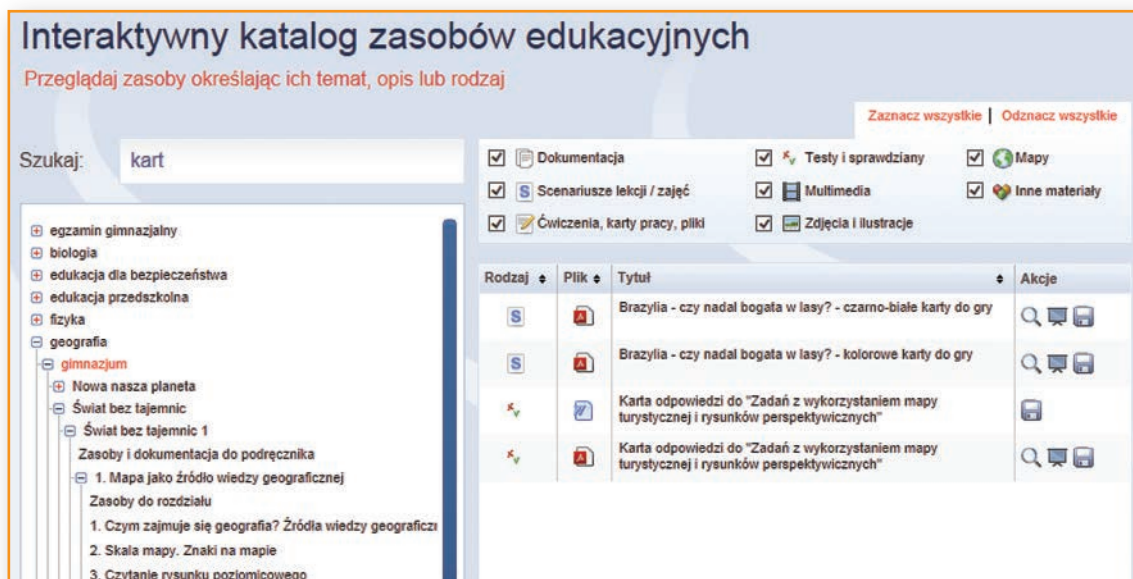 Interaktywny katalog zasobów edukacyjnych
Przeglądaj zasoby określając ich temat, opis lub rodzaj
Zaznacz wszystkie | Odznacz wszystkie
Szukaj: kart
Dokumentacja
Testy i sprawdziany
Mapy
Scenariusze lekcji / zajęć
Multimedia
Inne materiały
Ćwiczenia, karty pracy, pliki
Zdjęcia i ilustracje
egzamin gimnazjalny
biologia
edukacja dla bezpieczeństwa
edukacja przedszkolna
fizyka
geografia
gimnazjum
Nowa nasza planeta
Świat bez tajemnic
Świat bez tajemnic 1
Zasoby i dokumentacja do podręcznika
1. Mapa jako źródło wiedzy geograficznej
Zasoby do rozdziału
1. Czym zajmuje się geografia? Źródła wiedzy
2. Skala mapy. Znaki na mapie
3. Czytanie rysunku poziomicowego
Rodzaj Plik Tytuł Akcje
Brazylia - czy nadal bogata w lasy? - czarno-białe karty do gry
Brazylia - czy nadal bogata w lasy? - kolorowe karty do gry
Karta odpowiedzi do "Zadań z wykorzystaniem mapy
turystycznej i rysunków perspektywicznych"
Karta odpowiedzi do "Zadań z wykorzystaniem mapy
turystycznej i rysunków perspektywicznych"